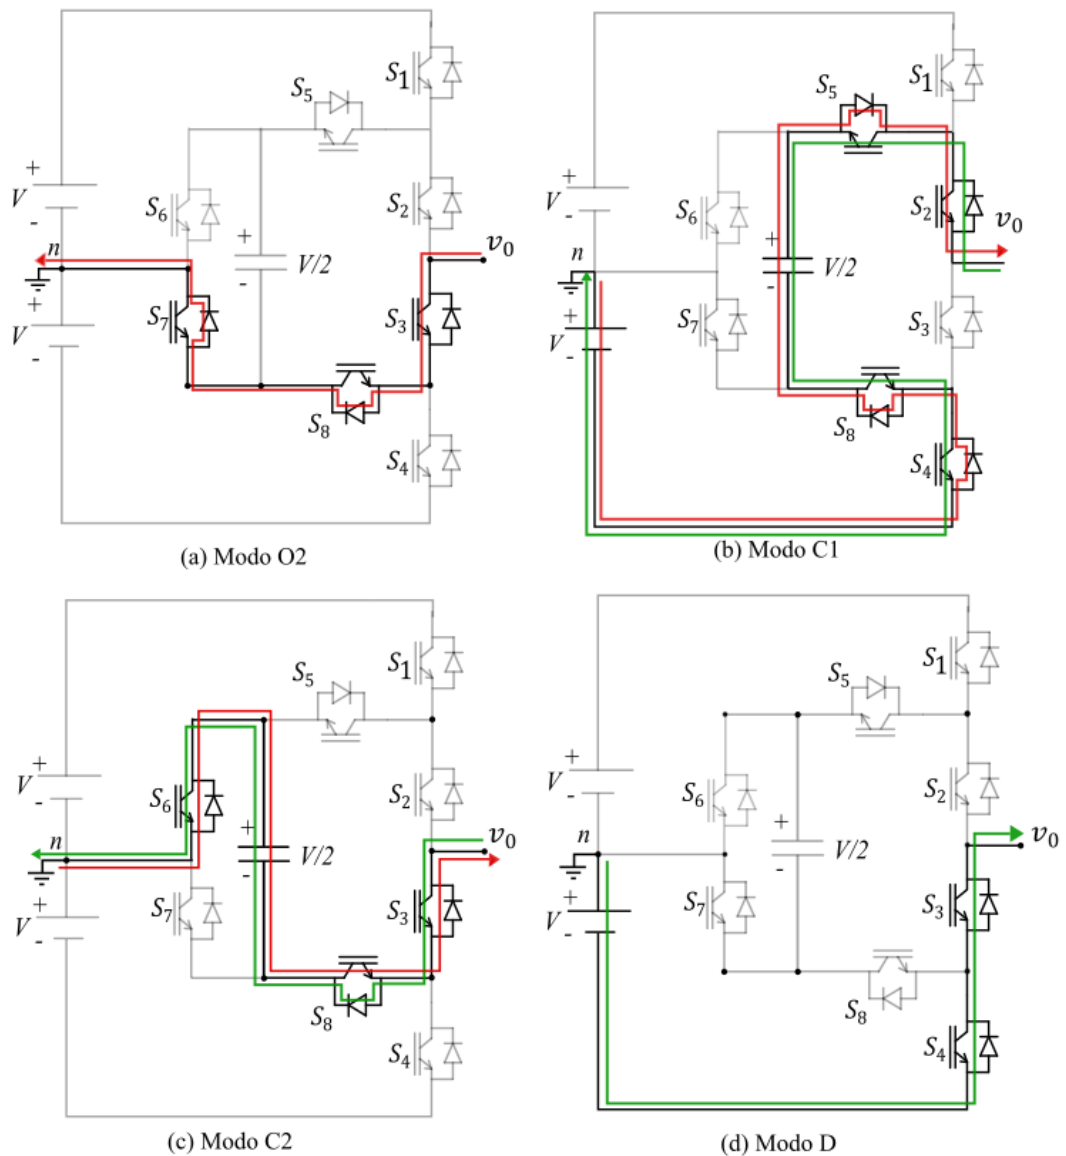 S1
S5
+
V
-
S6
S2
n
+
V/2
-
v0
+
V
-
S7
S3
S8
S4
(a) Modo O2
S1
S5
+
V
-
S6
S2
v0
n
+
V/2
-
+
V
-
S7
S3
S8
S4
(b) Modo C1
S1
S5
+
V
-
S6
S2
n
+
V/2
-
v0
+
V
-
S7
S3
S8
S4
(c) Modo C2
S1
S5
+
V
-
S6
S2
n
+
V/2
-
v0
+
V
-
S7
S3
S8
S4
(d) Modo D